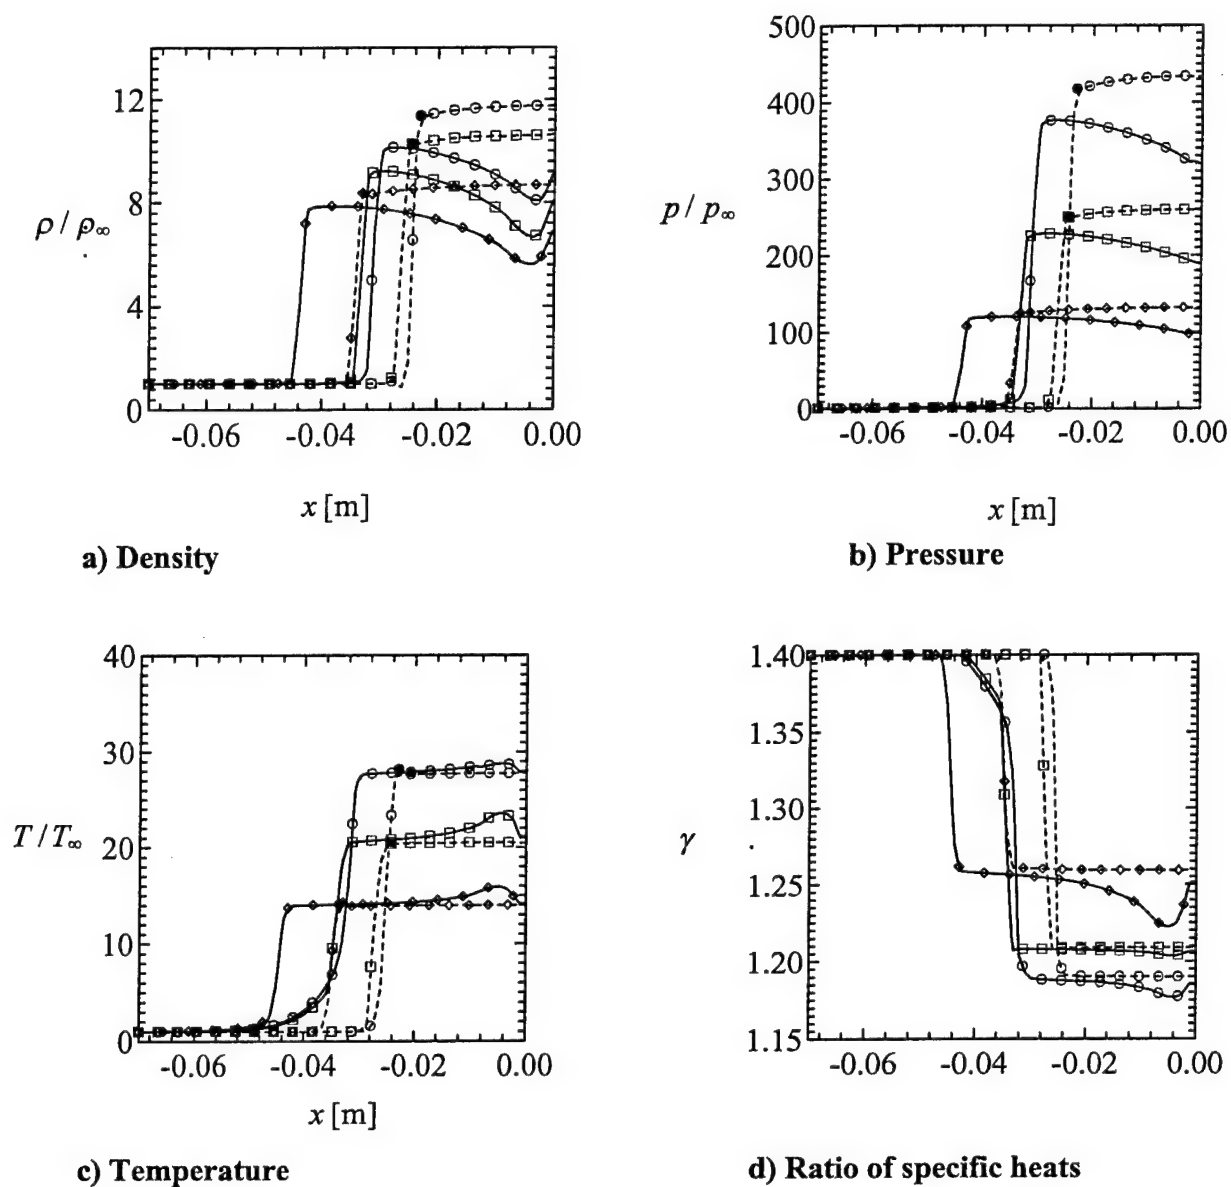 12
8
4
0
ρ / ρ∞
-0.06 -0.04 -0.02 0.00
x [m]
a) Density
500
400
300
200
100
0
p / p∞
-0.06 -0.04 -0.02 0.00
x [m]
b) Pressure
40
30
20
10
0
T / T∞
-0.06 -0.04 -0.02 0.00
x [m]
c) Temperature
1.40
1.35
1.30
1.25
1.20
1.15
γ
-0.06 -0.04 -0.02 0.00
d) Ratio of specific heats